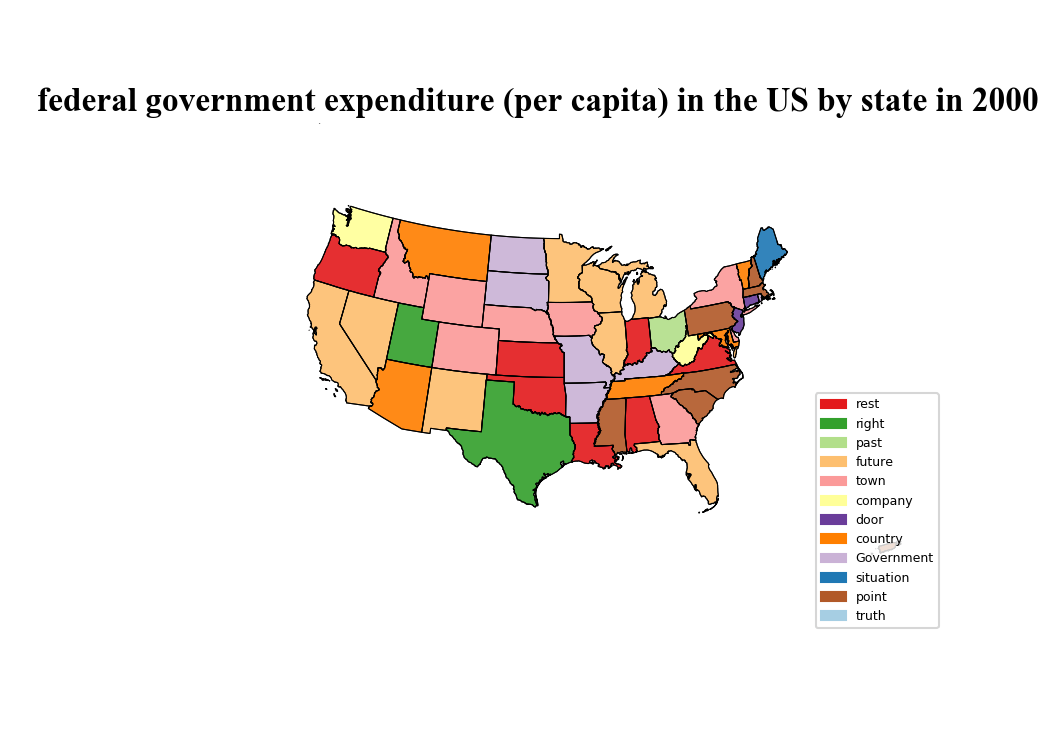 federal government expenditure (per capita) in the US by state in 2000
rest
right
past
future
town
company
door
country
Government
situation
point
truth